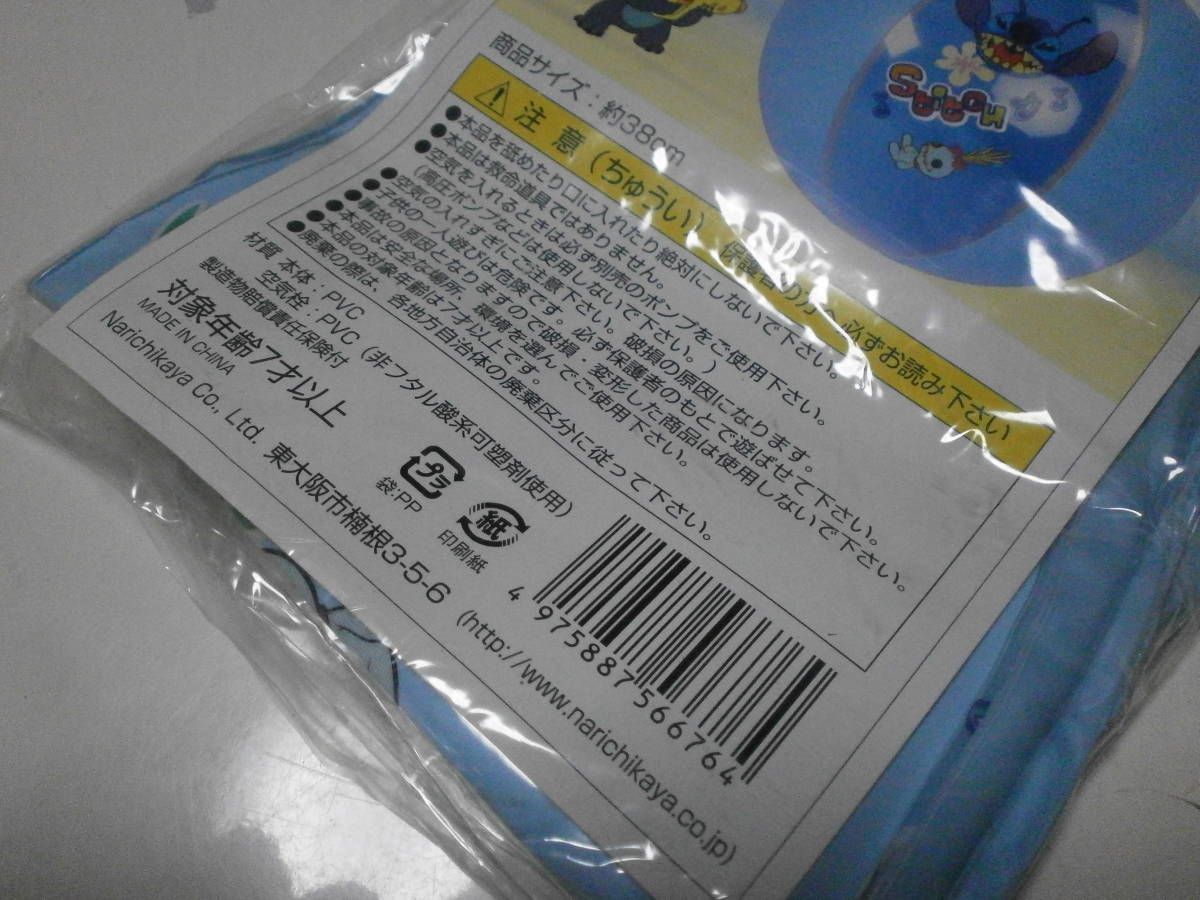 Stitch
商品サイズ：約38cm
注意（ちゅうい） 保護者の方へ必ずお読み下さい
●本品を舐めたり口に入れたり絶対にしないで下さい。
●本品は救命道具ではありません。
●空気を入れるときは必ず別売のポンプをご使用下さい。
（高圧ポンプなどは使用しないで下さい。）
●空気の入れすぎにご注意下さい。破損の原因になります。
●子供の一人遊びは危険です。必ず保護者のもとで遊ばせて下さい。
●事故の原因となりますので破損・変形した商品は使用しないで下さい。
●本品は安全な場所、環境を選んでご使用下さい。
●本品の対象年齢は7才以上です。
●廃棄の際は、各地方自治体の廃棄区分に従って下さい。
材質 本体：PVC
空気栓：PVC（非フタル酸系可塑剤使用）
製造物賠償責任保険付
対象年齢7才以上
MADE IN CHINA
プラ
袋：PP
紙
印刷紙
Narichikaya Co., Ltd. 東大阪市楠根3-5-6 (http://www.narichikaya.co.jp)
4 975887566764